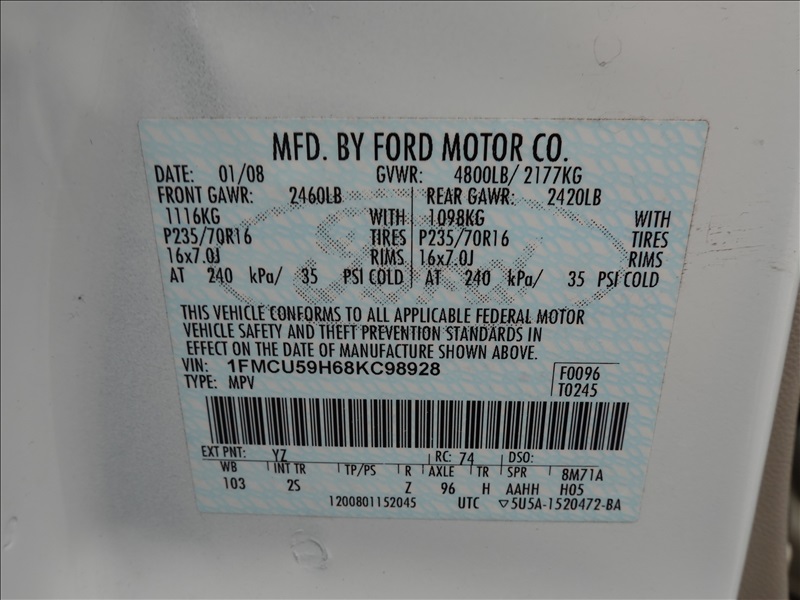 MFD. BY FORD MOTOR CO.
DATE: 01/08 GVWR: 4800LB/ 2177KG
FRONT GAWR: 2460LB REAR GAWR: 2420LB
1116KG WITH 1098KG WITH
P235/70R16 TIRES P235/70R16 TIRES
16x7.0J RIMS 16x7.0J RIMS
AT 240 kPa/ 35 PSI COLD AT 240 kPa/ 35 PSI COLD
THIS VEHICLE CONFORMS TO ALL APPLICABLE FEDERAL MOTOR
VEHICLE SAFETY AND THEFT PREVENTION STANDARDS IN
EFFECT ON THE DATE OF MANUFACTURE SHOWN ABOVE.
VIN: 1FMCU59H68KC98928 F0096
TYPE: MPV T0245
EXT PNT: YZ RC: 74 DSO:
WB INT TR TP/PS R AXLE TR SPR 8M71A
103 2S Z 96 H AAHH H05
1200801152045 UTC ▽5U5A-1520472-BA